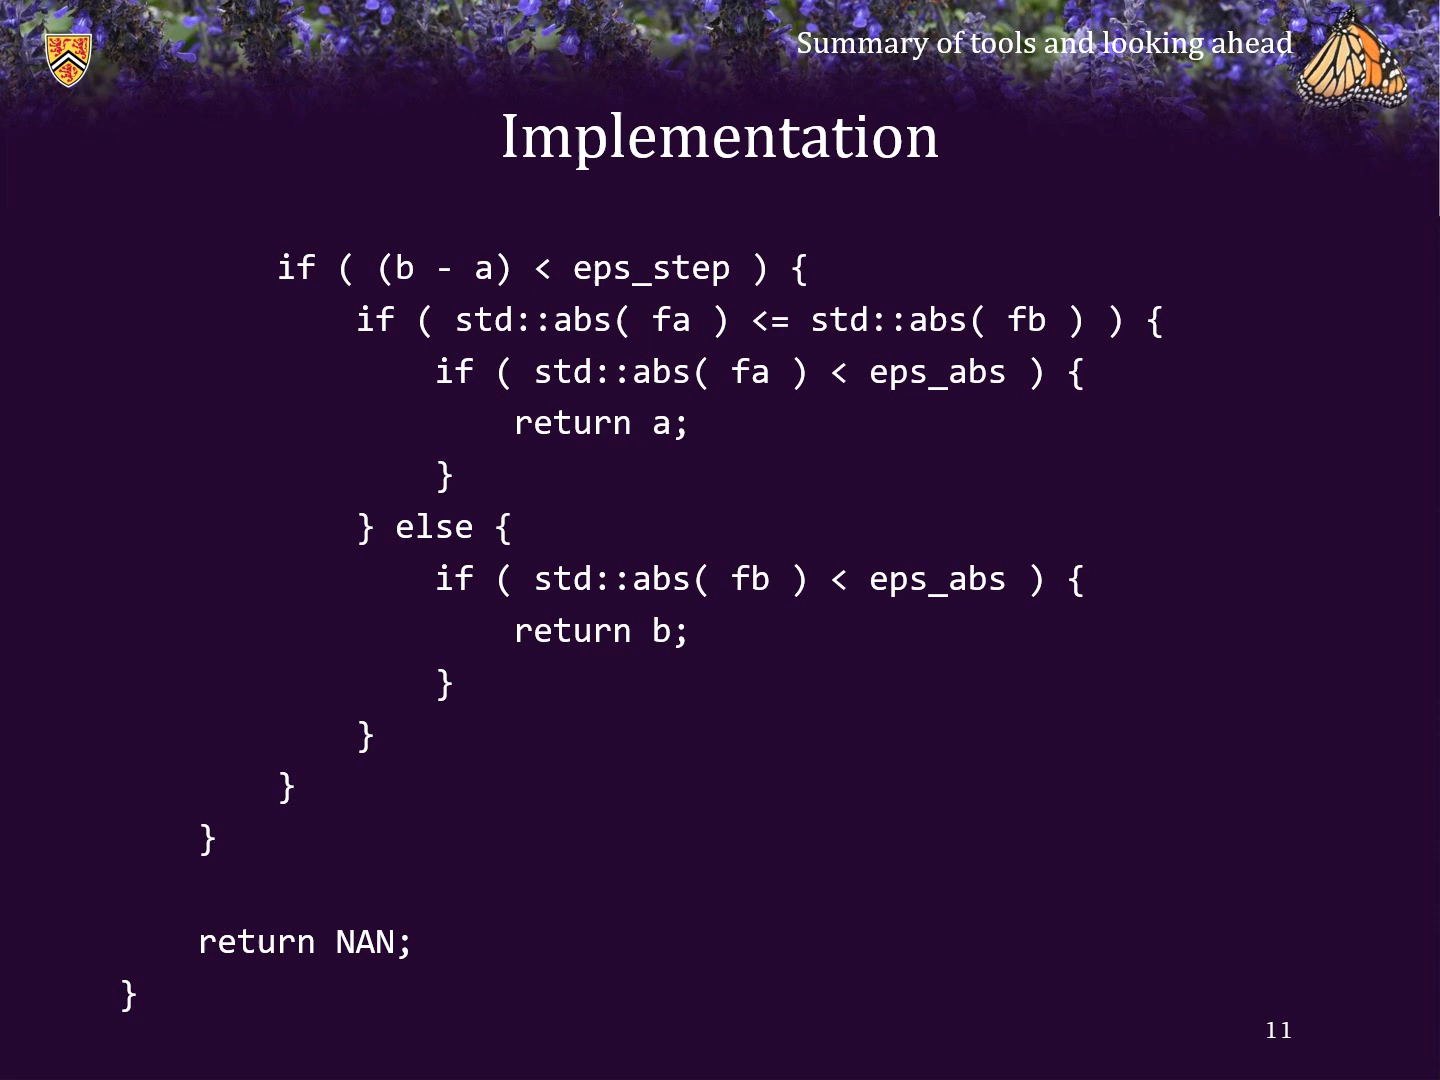 Summary of tools and looking ahead
Implementation
if ( (b - a) < eps_step ) {
if ( std::abs( fa ) <= std::abs( fb ) ) {
if ( std::abs( fa ) < eps_abs ) {
return a;
}
} else {
if ( std::abs( fb ) < eps_abs ) {
return b;
}
}
}
}
return NAN;
}
11